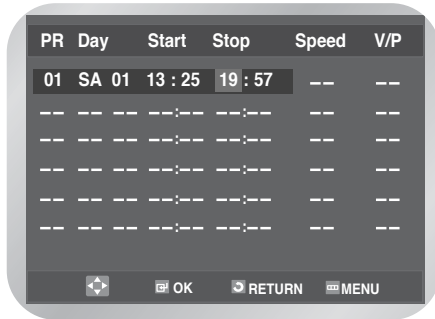 PR Day Start Stop Speed V/P
01 SA 01 13 : 25 19 : 57 –– ––
–– –– –– ––:–– ––:–– –– ––
–– –– –– ––:–– ––:–– –– ––
–– –– –– ––:–– ––:–– –– ––
–– –– –– ––:–– ––:–– –– ––
–– –– –– ––:–– ––:–– –– ––
OK RETURN MENU